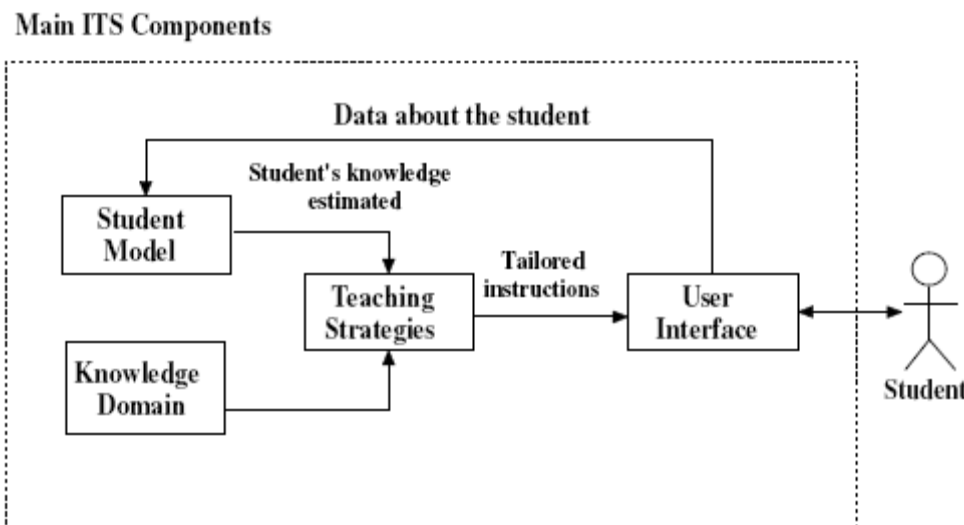 Main ITS Components
Data about the student
Student's knowledge
estimated
Student
Model
Tailored
instructions
Teaching
Strategies
User
Interface
Knowledge
Domain
Student